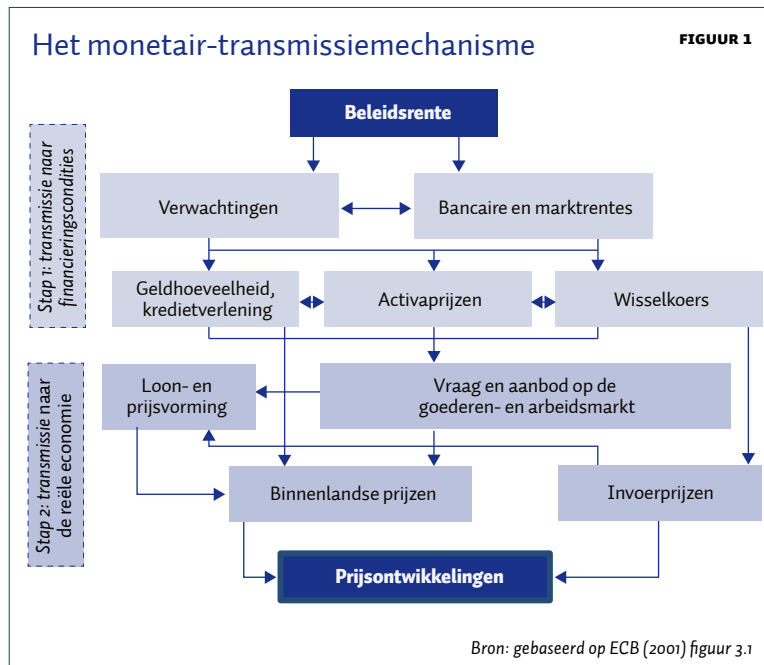 Het monetair-transmissiemechanisme
FIGUUR 1
Stap 1: transmissie naar
financieringscondities
Beleidsrente
Verwachtingen
Bancaire en marktrentes
Geldhoeveelheid,
kredietverlening
Activaprijzen
Wisselkoers
Stap 2: transmissie naar
de reële economie
Loon- en
prijsvorming
Vraag en aanbod op de
goederen- en arbeidsmarkt
Binnenlandse prijzen
Invoerprijzen
Prijsontwikkelingen
Bron: gebaseerd op ECB (2001) figuur 3.1